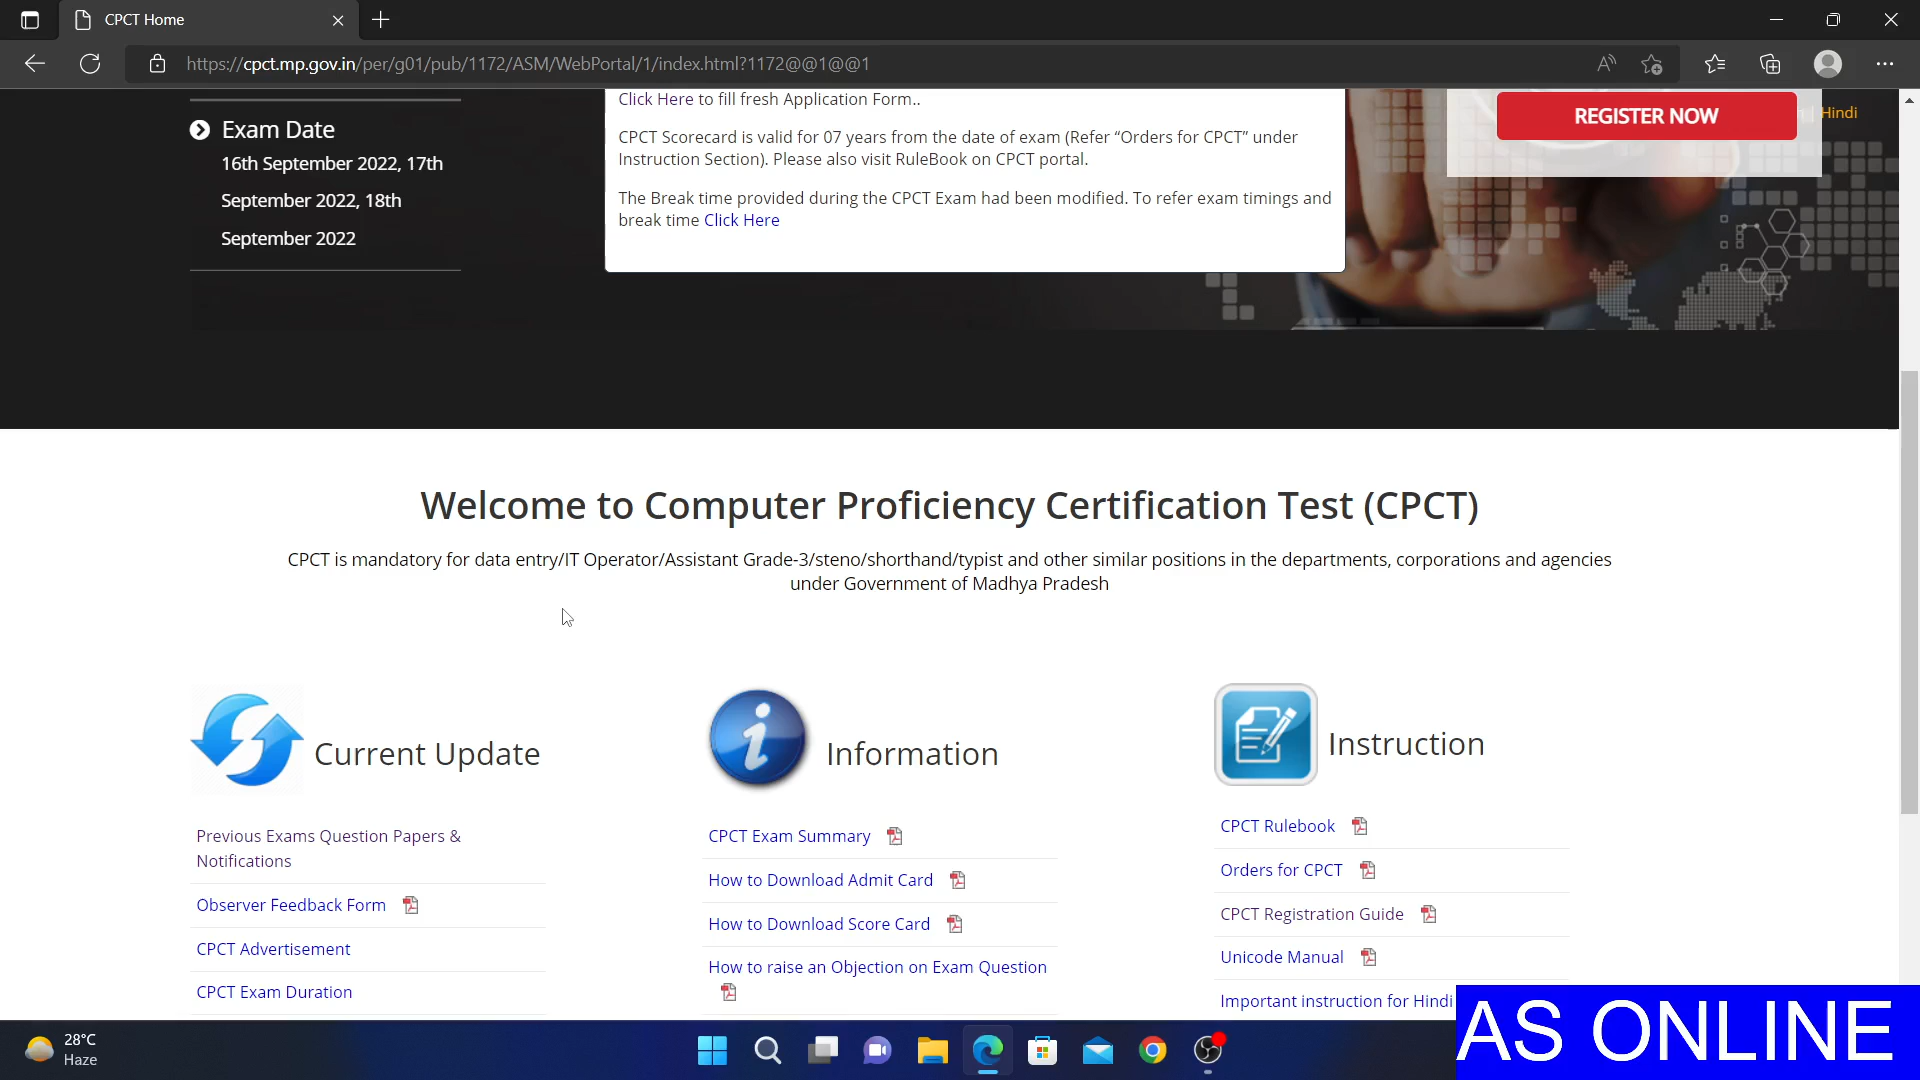 CPCT Home
https://cpct.mp.gov.in/per/g01/pub/1172/ASM/WebPortal/1/index.html?1172@@1@@1
Click Here to fill fresh Application Form..
CPCT Scorecard is valid for 07 years from the date of exam (Refer “Orders for CPCT” under
Instruction Section). Please also visit RuleBook on CPCT portal.
The Break time provided during the CPCT Exam had been modified. To refer exam timings and
break time Click Here
REGISTER NOW
Hindi
Exam Date
16th September 2022, 17th
September 2022, 18th
September 2022
Welcome to Computer Proficiency Certification Test (CPCT)
CPCT is mandatory for data entry/IT Operator/Assistant Grade-3/steno/shorthand/typist and other similar positions in the departments, corporations and agencies
under Government of Madhya Pradesh
Current Update
Previous Exams Question Papers &
Notifications
Observer Feedback Form
CPCT Advertisement
CPCT Exam Duration
Information
CPCT Exam Summary
How to Download Admit Card
How to Download Score Card
How to raise an Objection on Exam Question
Instruction
CPCT Rulebook
Orders for CPCT
CPCT Registration Guide
Unicode Manual
Important instruction for Hindi
AS ONLINE
28°C
Haze